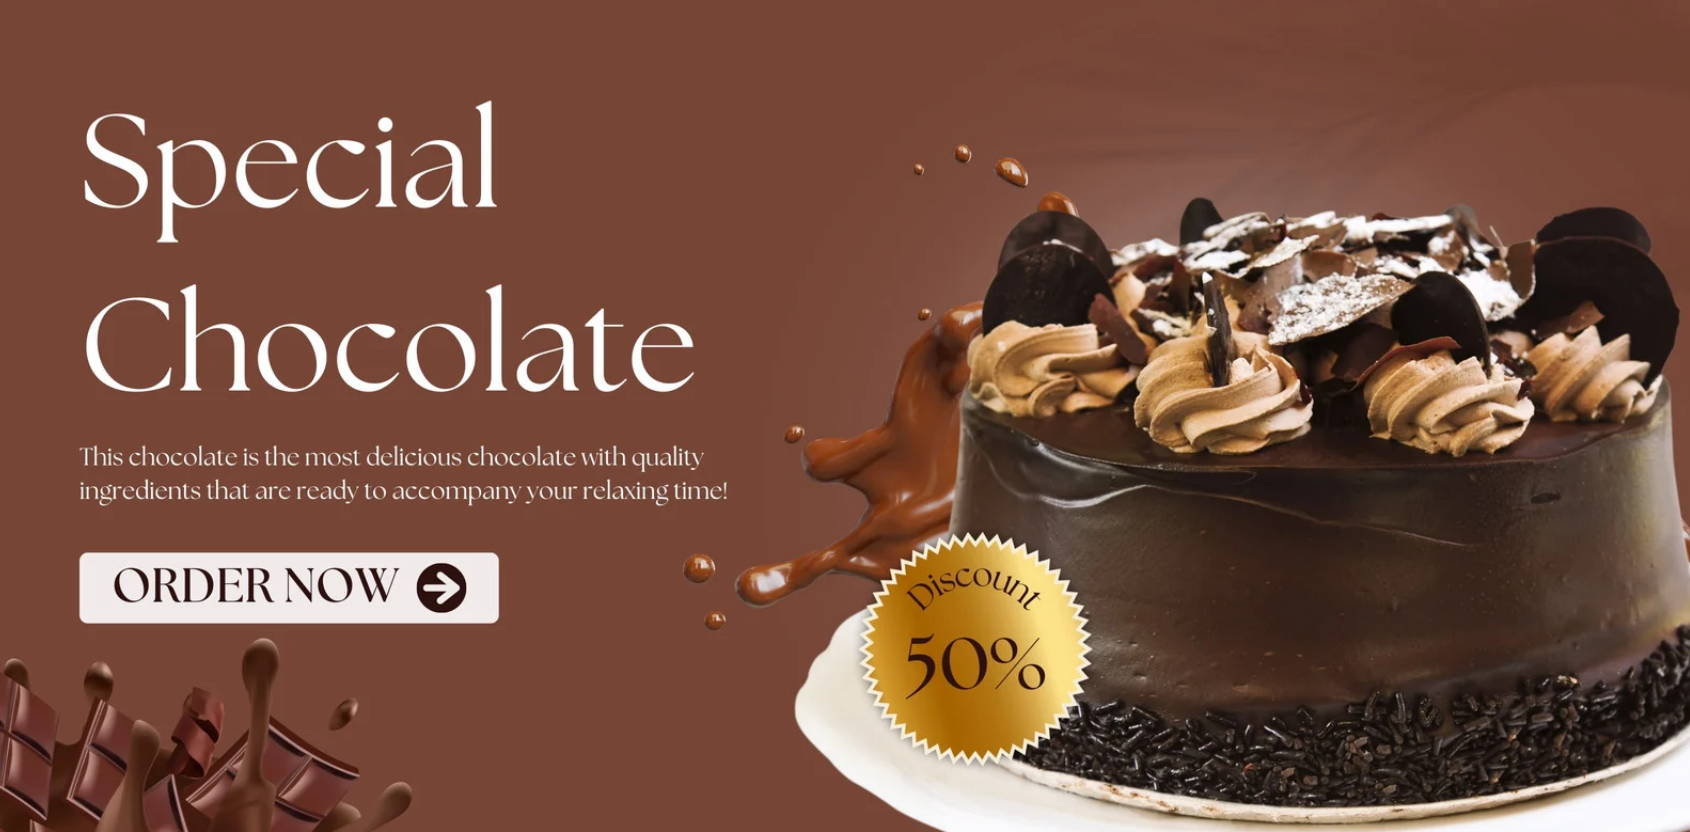 Special
Chocolate
This chocolate is the most delicious chocolate with quality
ingredients that are ready to accompany your relaxing time!
ORDER NOW
Discount
50%